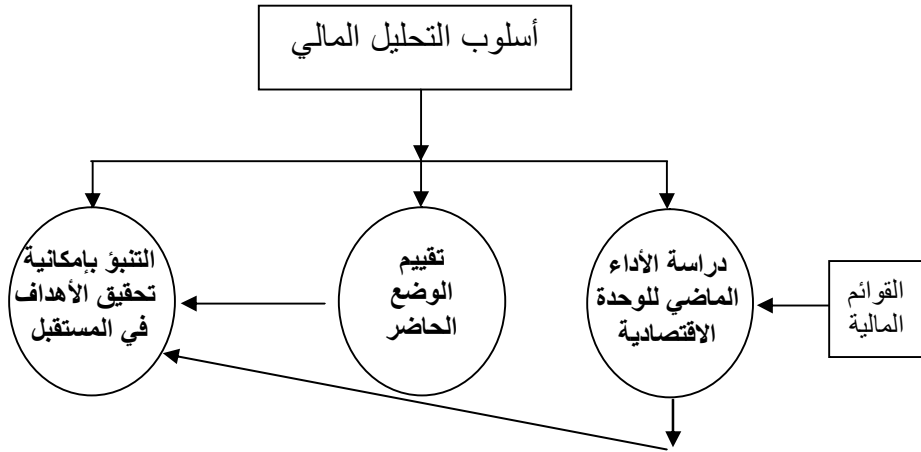 أسلوب التحليل المالي
دراسة الأداء
الماضي للوحدة
الاقتصادية
تقييم
الوضع
الحاضر
التنبؤ بإمكانية
تحقيق الأهداف
في المستقبل
القوائم
المالية